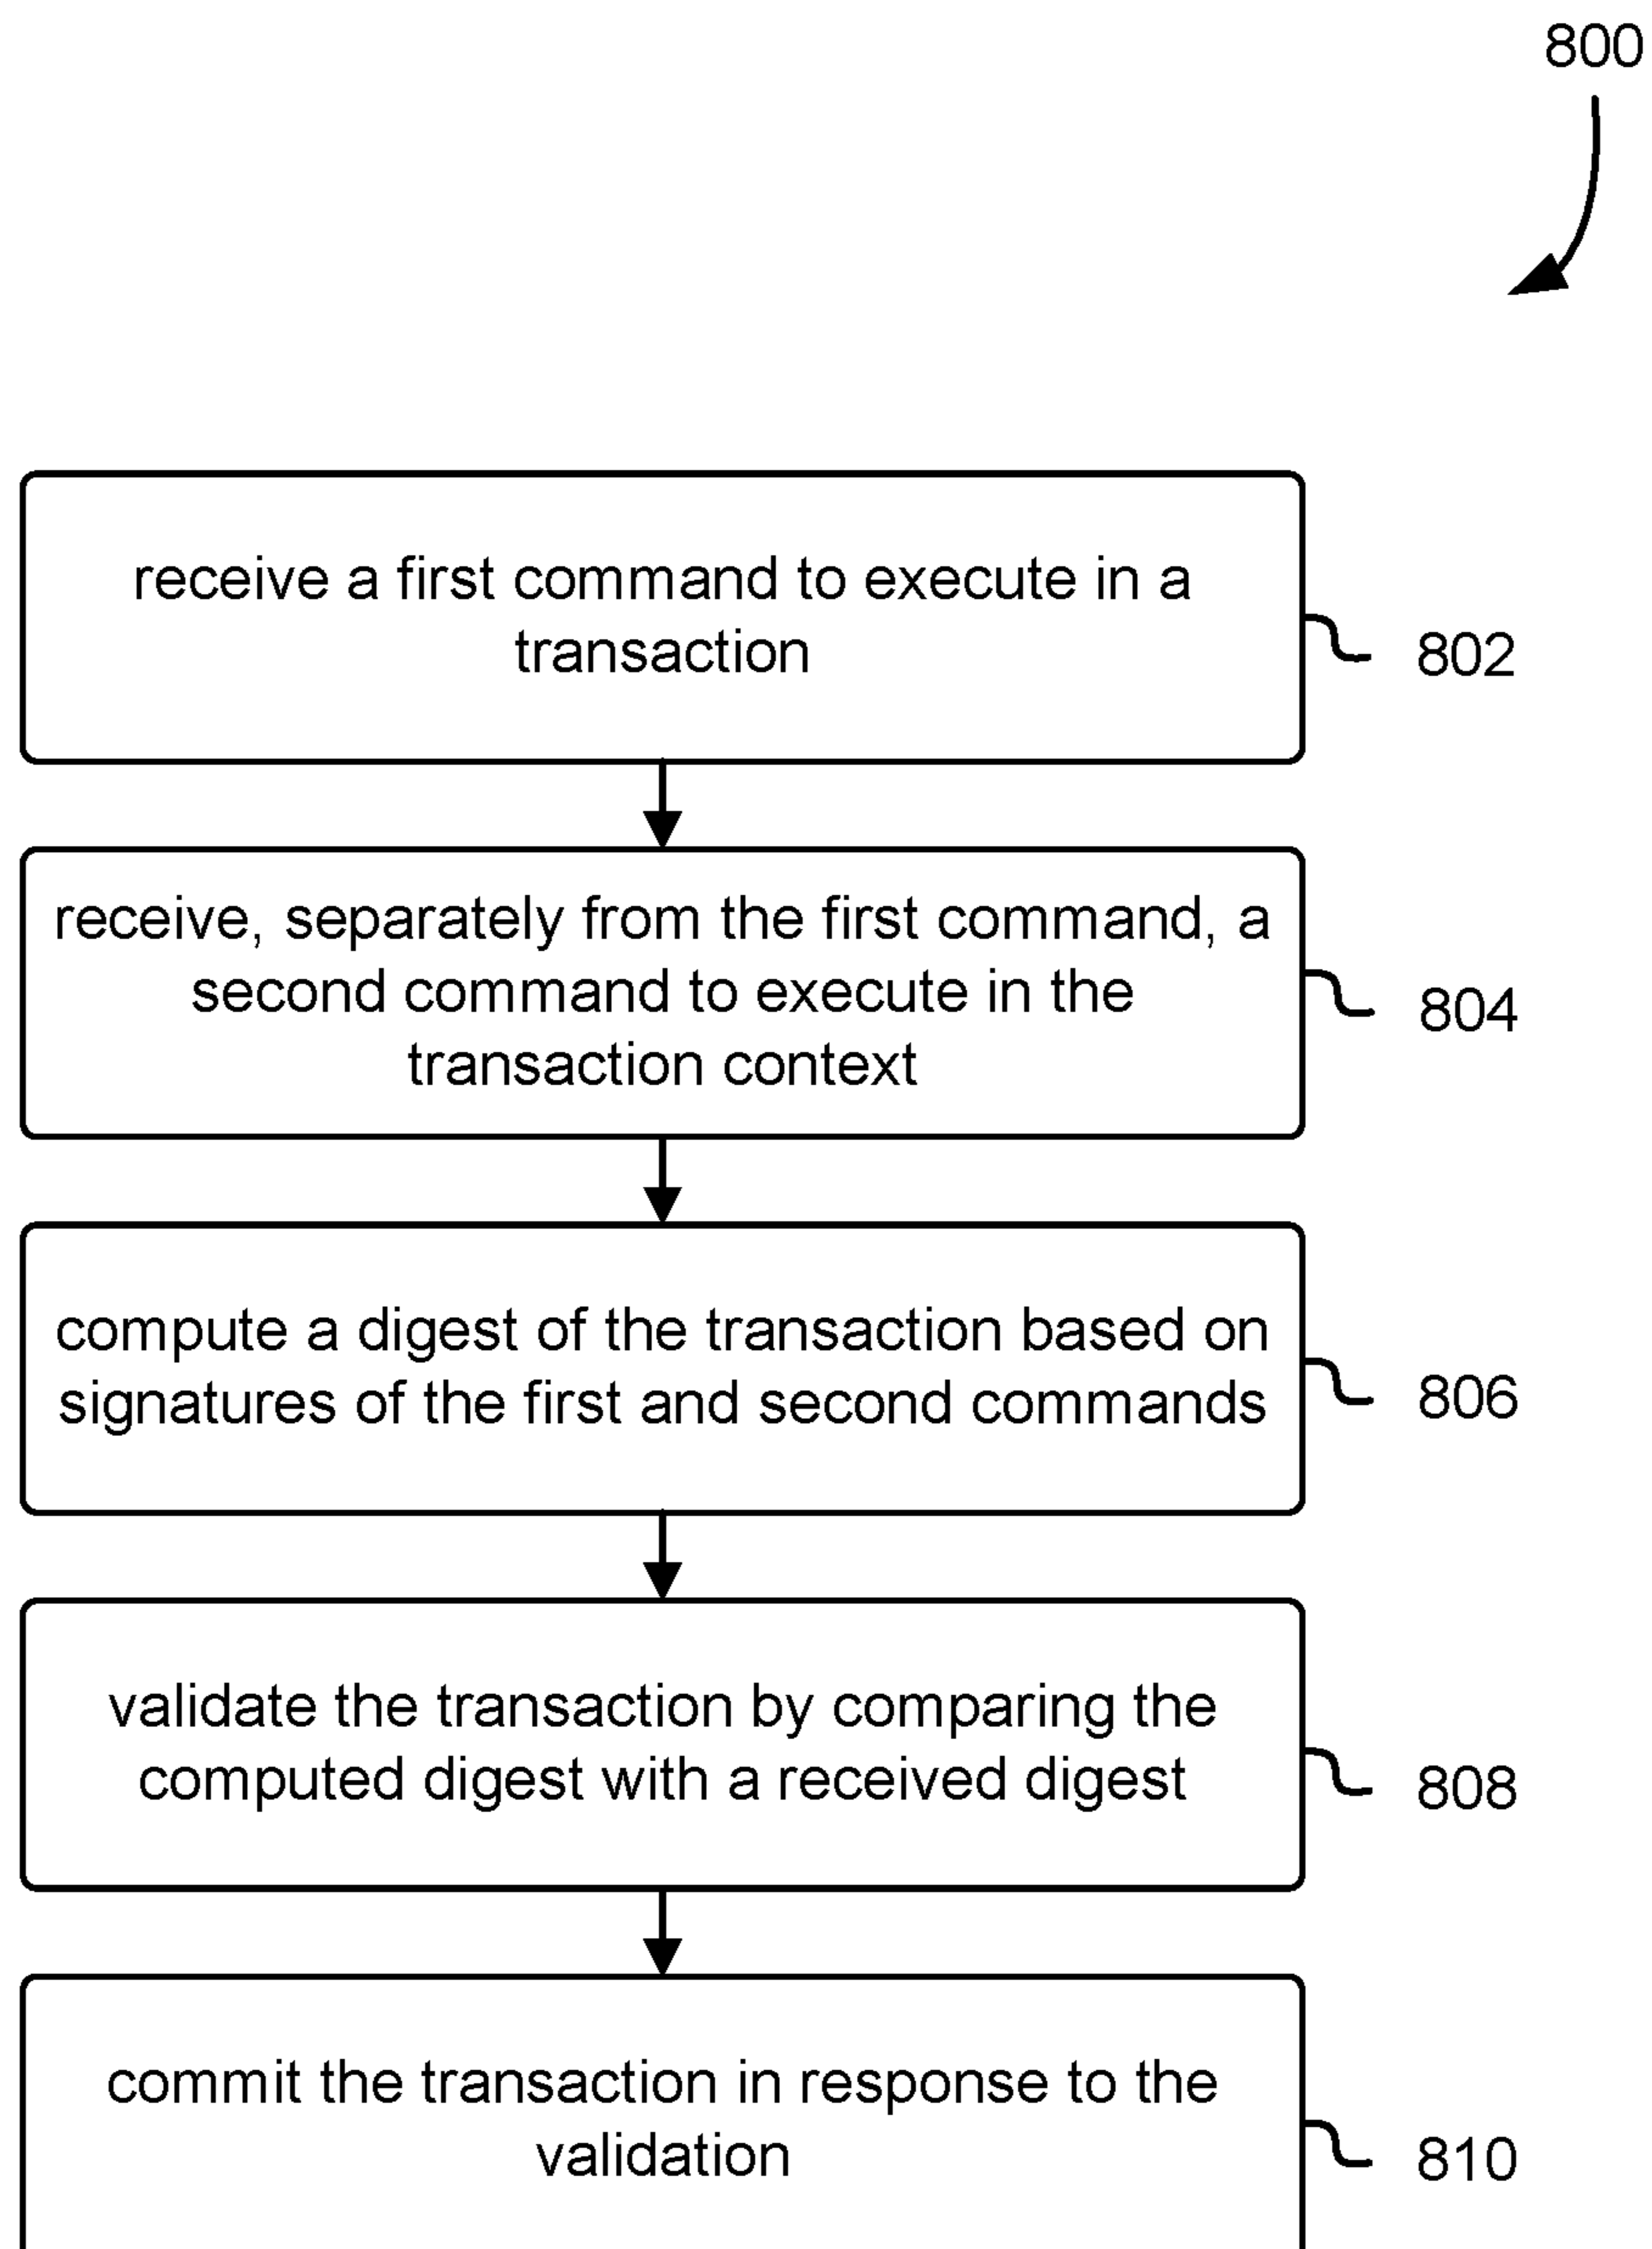 800
receive a first command to execute in a
transaction
802
receive, separately from the first command, a
second command to execute in the
transaction context
804
compute a digest of the transaction based on
signatures of the first and second commands
806
validate the transaction by comparing the
computed digest with a received digest
808
commit the transaction in response to the
validation
810